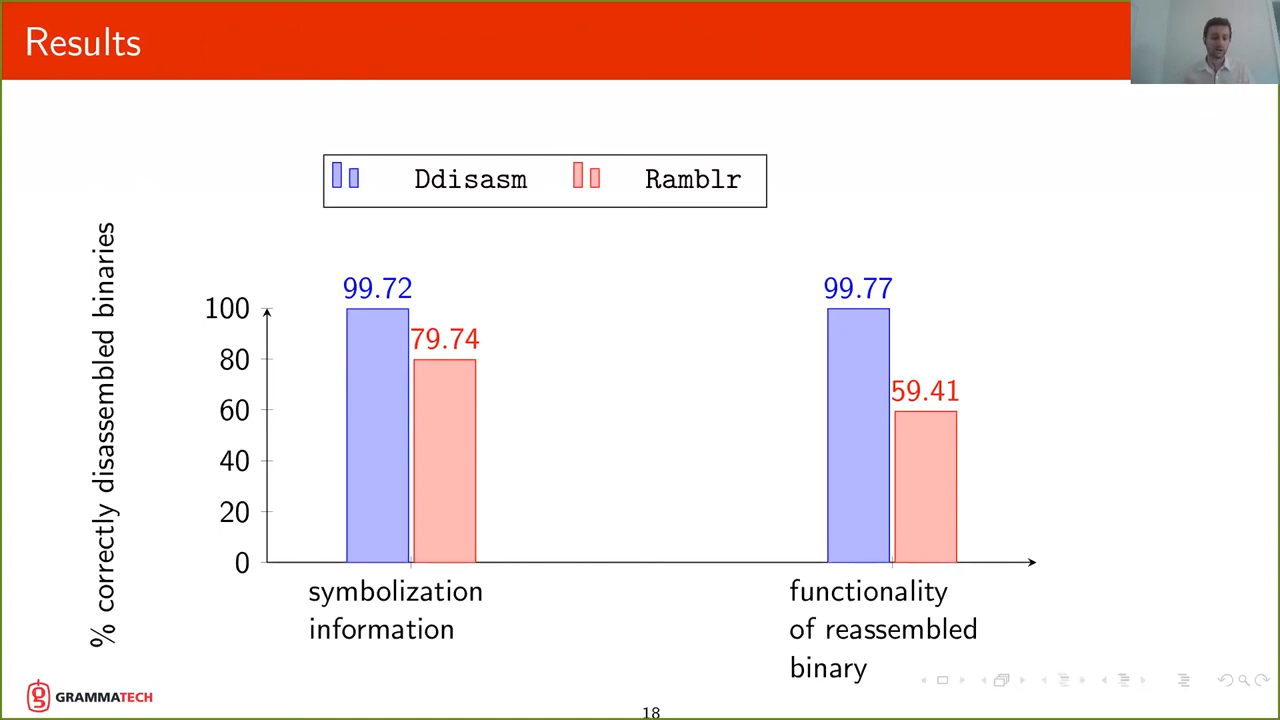 Results
Ddisasm Ramblr
% correctly disassembled binaries
99.72 99.77
100
79.74
80
59.41
60
40
20
0
symbolization
information
functionality
of reassembled
binary
GRAMMATECH
18